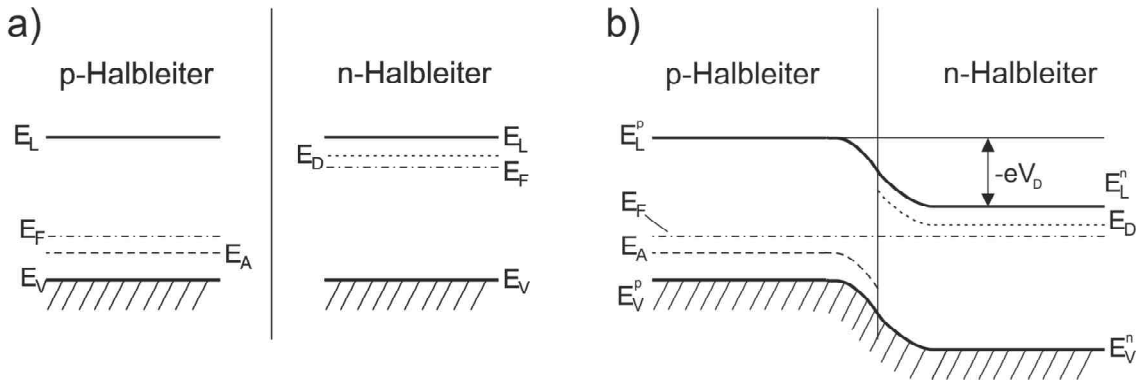 a)
p-Halbleiter
n-Halbleiter
E_L
E_L
E_D
E_F
E_F
E_A
E_V
E_V
b)
p-Halbleiter
n-Halbleiter
E_L^p
-eV_D
E_L^n
E_F
E_D
E_A
E_V^p
E_V^n